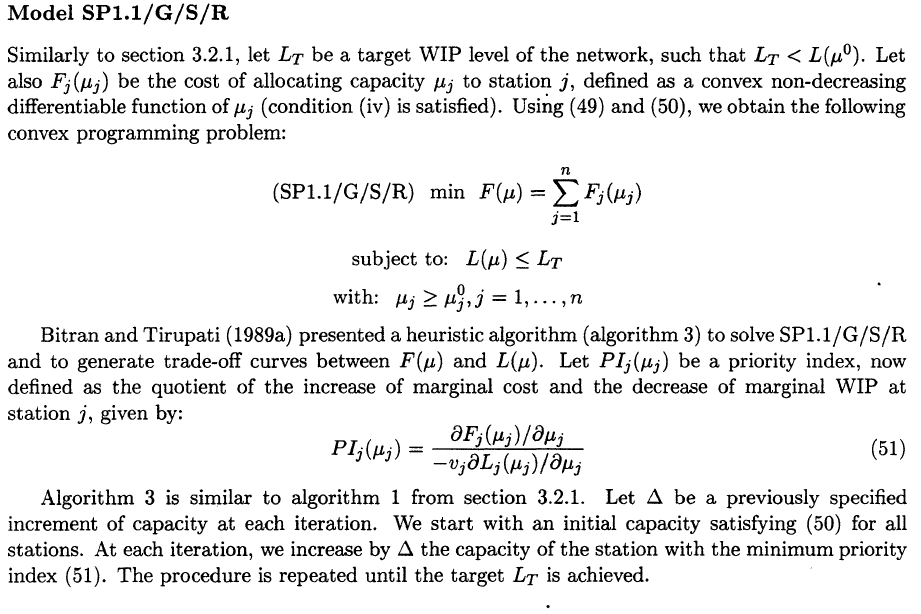 Model SP1.1/G/S/R
Similarly to section 3.2.1, let L_T be a target WIP level of the network, such that L_T < L(μ⁰). Let
also F_j(μ_j) be the cost of allocating capacity μ_j to station j, defined as a convex non-decreasing
differentiable function of μ_j (condition (iv) is satisfied). Using (49) and (50), we obtain the following
convex programming problem:
(SP1.1/G/S/R) min F(μ) = ∑_{j=1}^{n} F_j(μ_j)
subject to: L(μ) ≤ L_T
with: μ_j ≥ μ_j⁰, j = 1, . . . , n
Bitran and Tirupati (1989a) presented a heuristic algorithm (algorithm 3) to solve SP1.1/G/S/R
and to generate trade-off curves between F(μ) and L(μ). Let PI_j(μ_j) be a priority index, now
defined as the quotient of the increase of marginal cost and the decrease of marginal WIP at
station j, given by:
PI_j(μ_j) = ∂F_j(μ_j)/∂μ_j / −v_j∂L_j(μ_j)/∂μ_j (51)
Algorithm 3 is similar to algorithm 1 from section 3.2.1. Let Δ be a previously specified
increment of capacity at each iteration. We start with an initial capacity satisfying (50) for all
stations. At each iteration, we increase by Δ the capacity of the station with the minimum priority
index (51). The procedure is repeated until the target L_T is achieved.